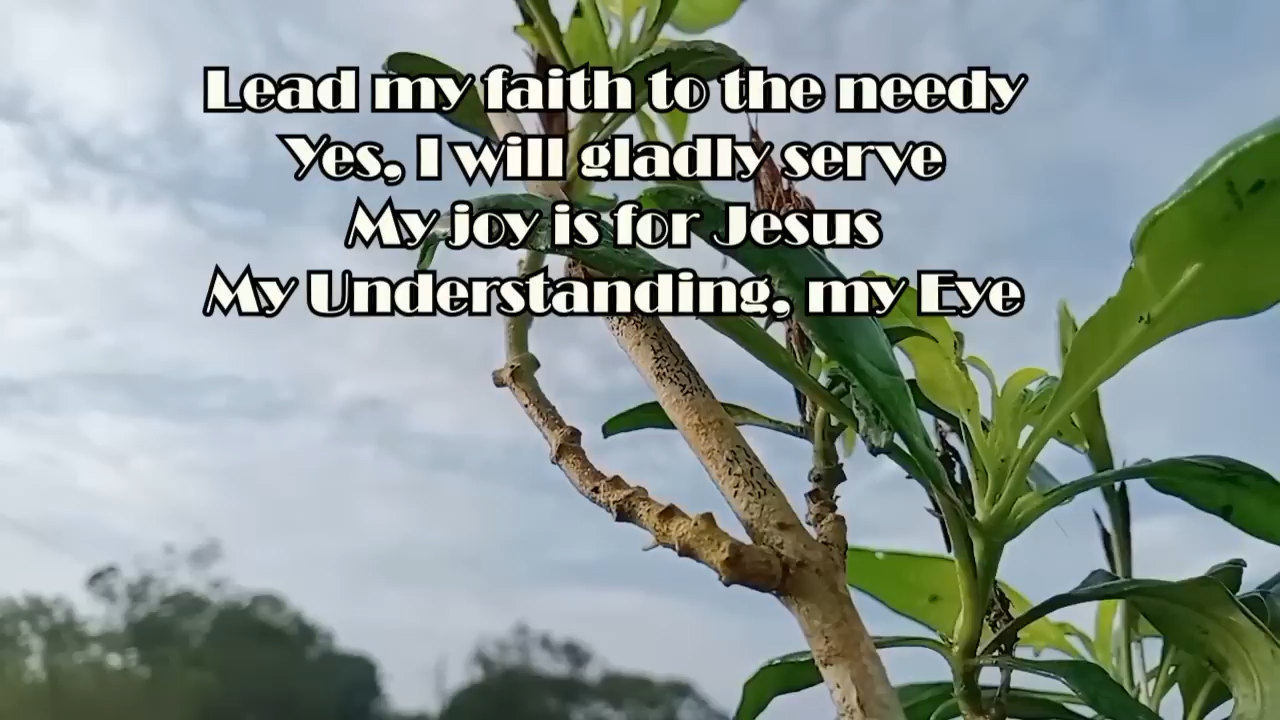 Lead my faith to the needy
Yes, I will gladly serve
My joy is for Jesus
My Understanding, my Eye